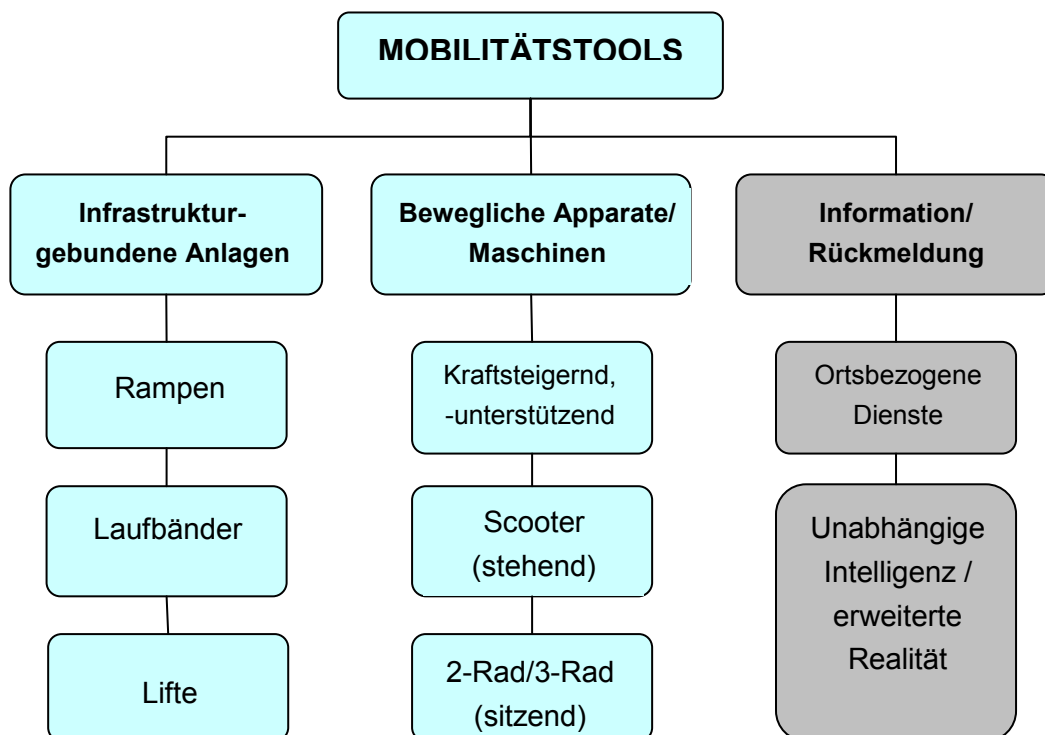 MOBILITÄTSTOOLS
Infrastruktur-
gebundene Anlagen
Bewegliche Apparate/
Maschinen
Information/
Rückmeldung
Rampen
Kraftsteigernd,
-unterstützend
Ortsbezogene
Dienste
Laufbänder
Scooter
(stehend)
Unabhängige
Intelligenz /
erweiterte
Realität
Lifte
2-Rad/3-Rad
(sitzend)